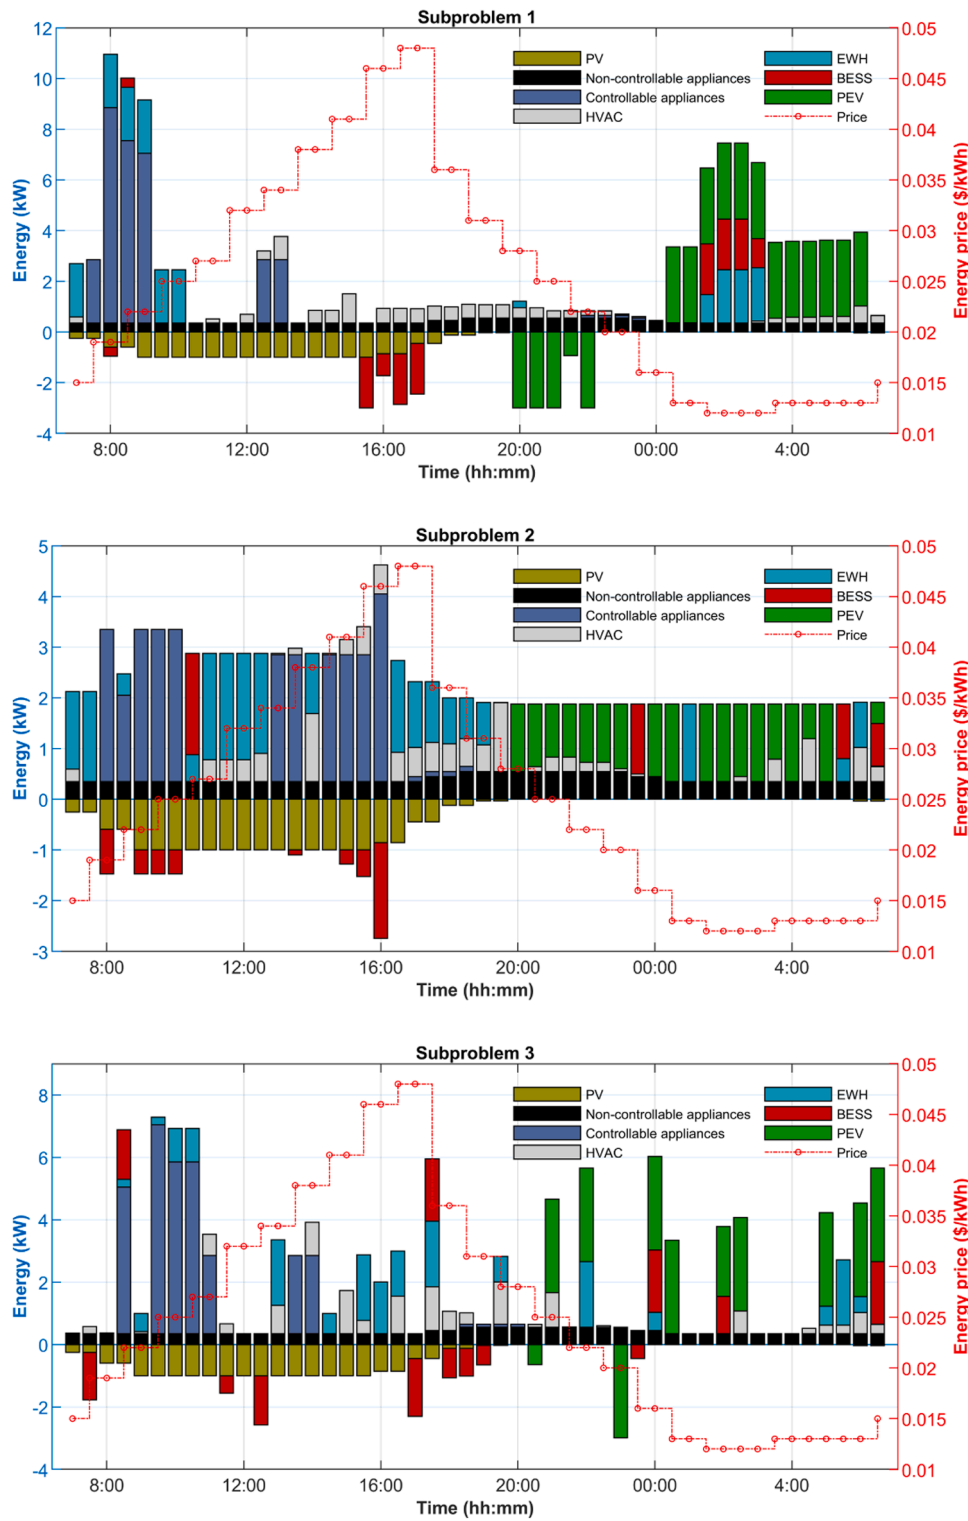 Subproblem 1
12
10
8
6
4
2
0
-2
-4
Energy (kW)
PV
Non-controllable appliances
Controllable appliances
HVAC
EWH
BESS
PEV
Price
0.05
0.045
0.04
0.035
0.03
0.025
0.02
0.015
0.01
Energy price ($/kWh)
8:00 12:00 16:00 20:00 00:00 4:00
Time (hh:mm)
Subproblem 2
5
4
3
2
1
0
-1
-2
-3
Energy (kW)
PV
Non-controllable appliances
Controllable appliances
HVAC
EWH
BESS
PEV
Price
0.05
0.045
0.04
0.035
0.03
0.025
0.02
0.015
0.01
Energy price ($/kWh)
8:00 12:00 16:00 20:00 00:00 4:00
Time (hh:mm)
Subproblem 3
8
6
4
2
0
-2
-4
Energy (kW)
PV
Non-controllable appliances
Controllable appliances
HVAC
EWH
BESS
PEV
Price
0.05
0.045
0.04
0.035
0.03
0.025
0.02
0.015
0.01
Energy price ($/kWh)
8:00 12:00 16:00 20:00 00:00 4:00
Time (hh:mm)